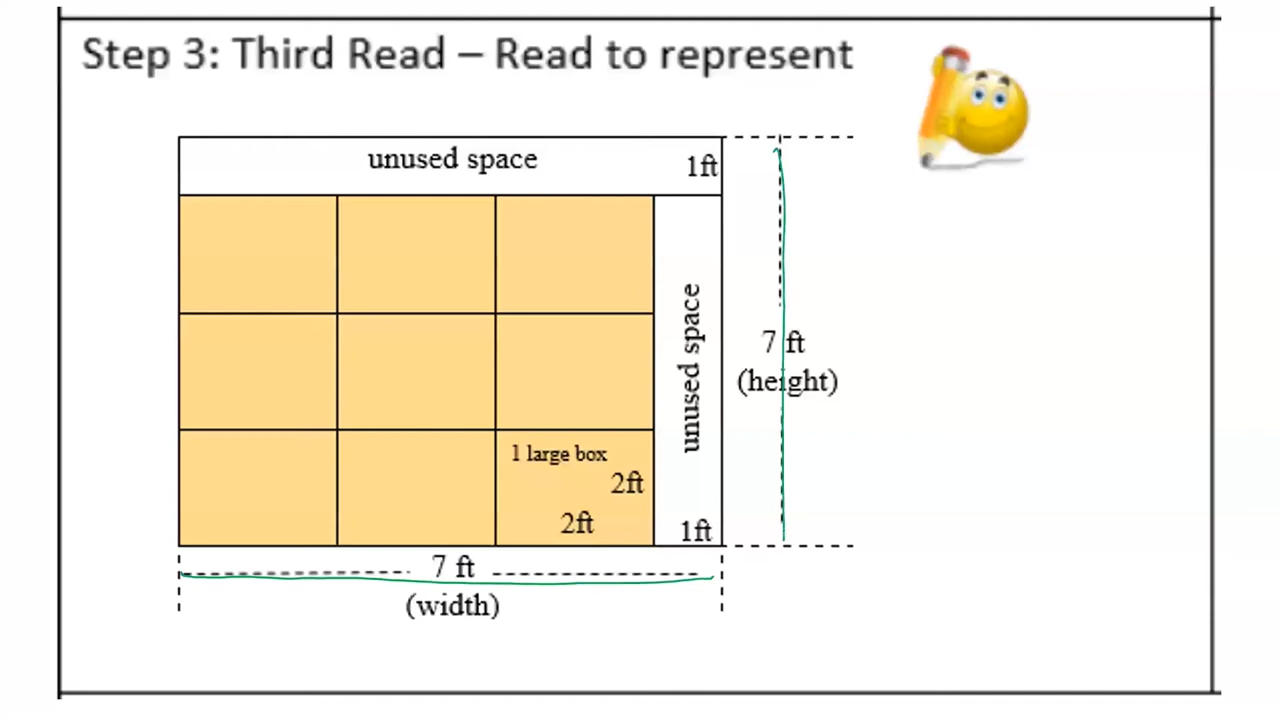 Step 3: Third Read – Read to represent
unused space
1ft
unused space
7 ft
(height)
1 large box
2ft
2ft
1ft
7 ft
(width)